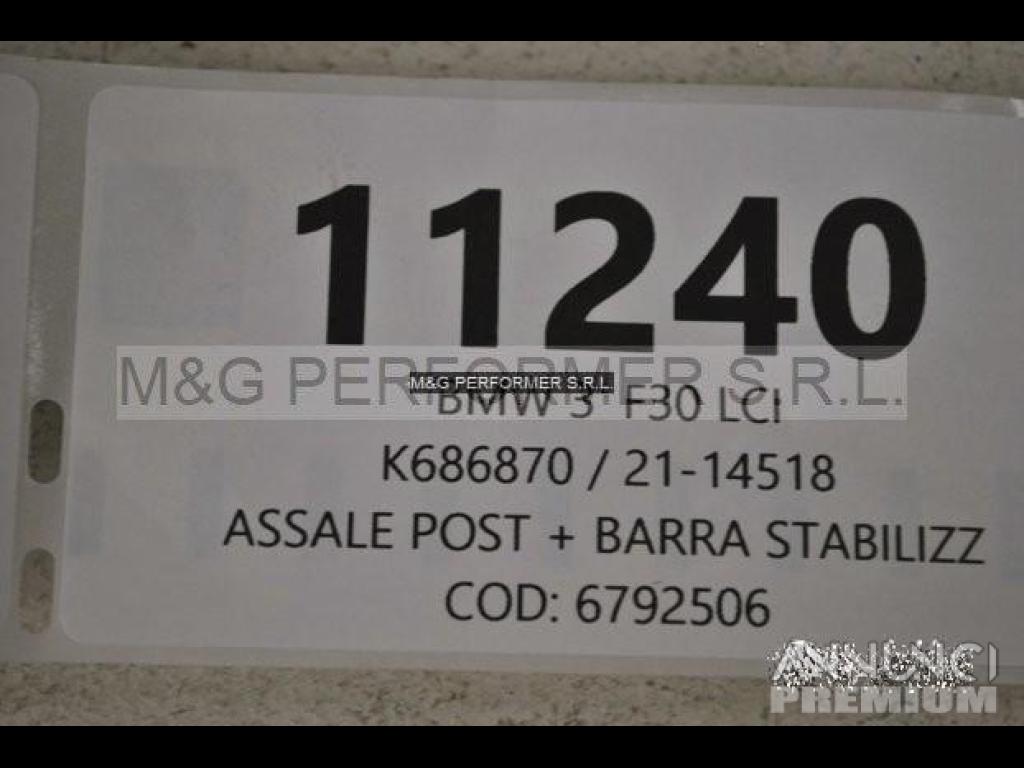 11240
M&G PERFORMER S.R.L.
M&G PERFORMER S.R.L.
BMW 3 F30 LCI
K686870 / 21-14518
ASSALE POST + BARRA STABILIZZ
COD: 6792506
ANNUNCI
PREMIUM